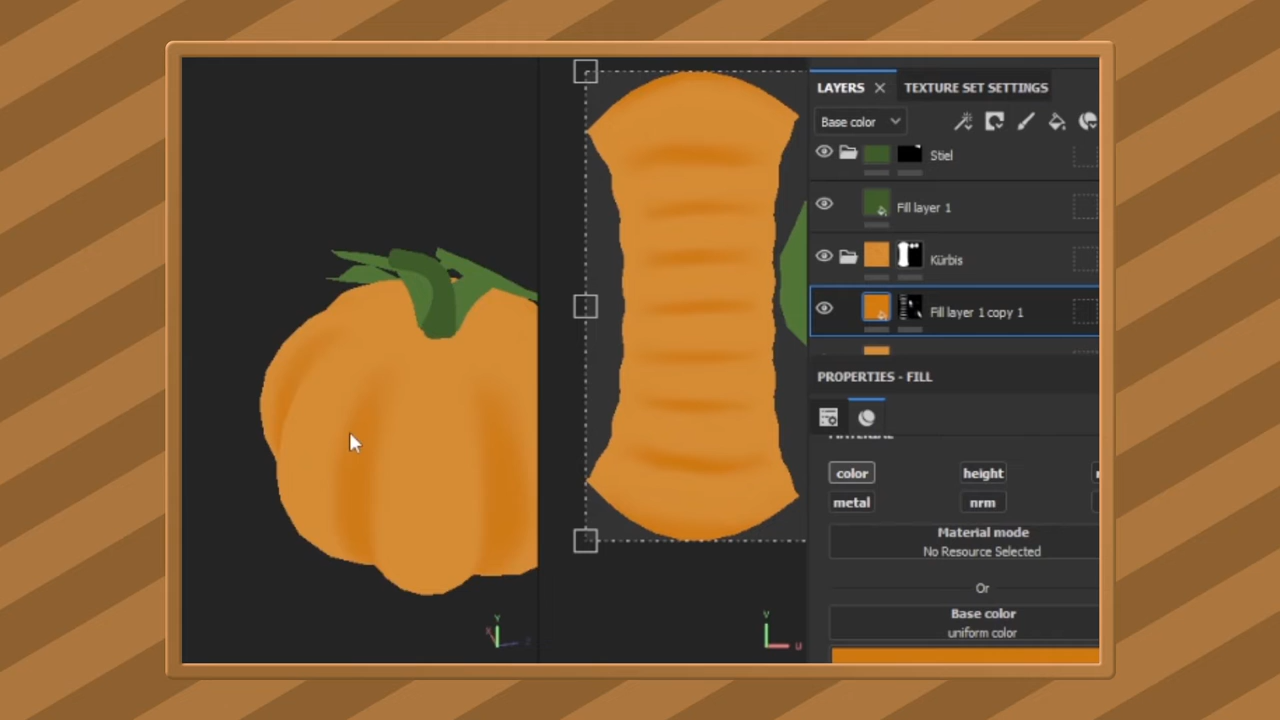 LAYERS
TEXTURE SET SETTINGS
Base color
Stiel
Fill layer 1
Kürbis
Fill layer 1 copy 1
PROPERTIES - FILL
MATERIAL
color height
metal nrm
Material mode
No Resource Selected
Or
Base color
uniform color
Y
X
Y
U